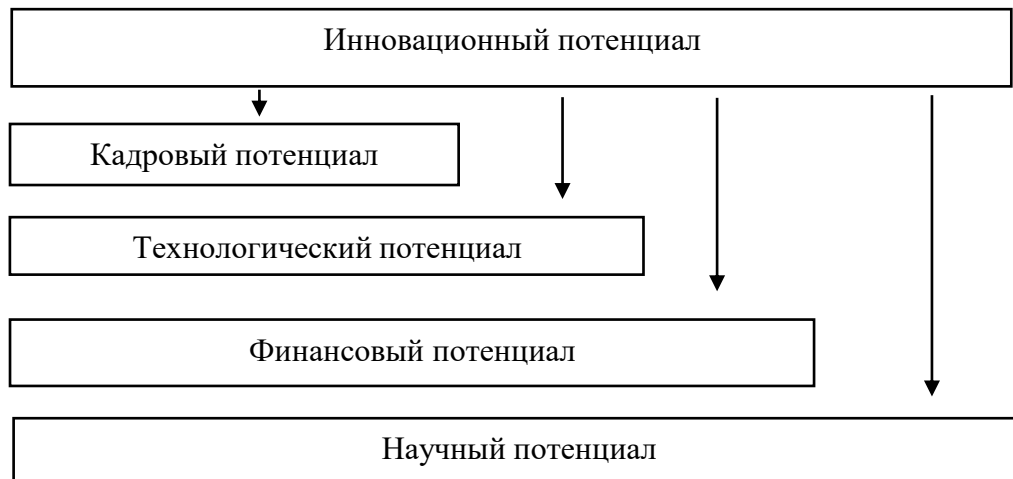 Инновационный потенциал
Кадровый потенциал
Технологический потенциал
Финансовый потенциал
Научный потенциал